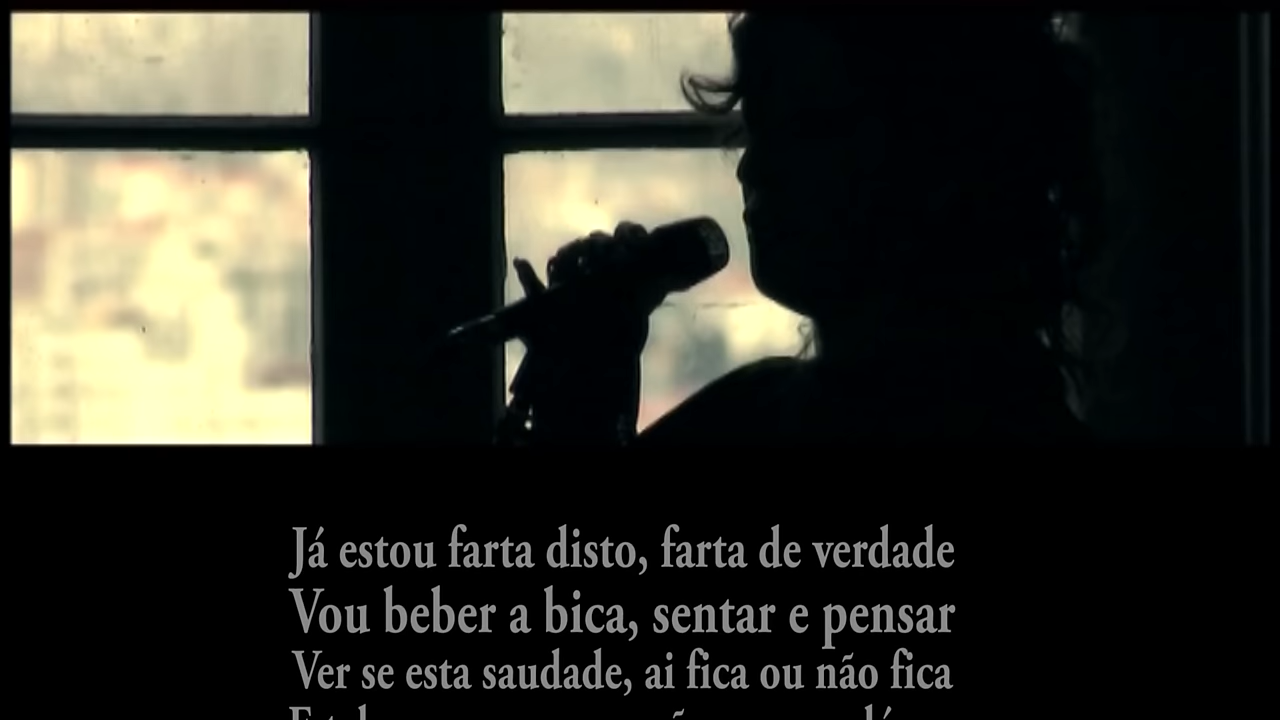 Já estou farta disto, farta de verdade
Vou beber a bica, sentar e pensar
Ver se esta saudade, ai fica ou não fica